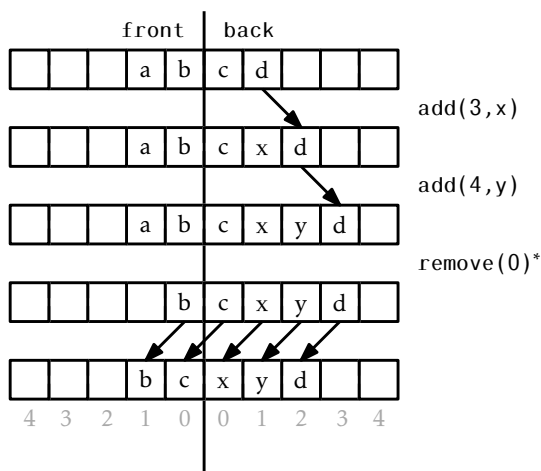 front back
a b c d
add(3,x)
a b c x d
add(4,y)
a b c x y d
remove(0)*
b c x y d
b c x y d
4 3 2 1 0 0 1 2 3 4